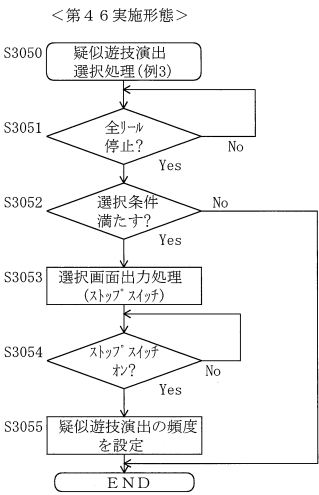 ＜第４６実施形態＞
S3050
疑似遊技演出
選択処理(例3)
S3051
全ﾘｰﾙ
停止?
No
Yes
S3052
選択条件
満たす?
No
Yes
S3053
選択画面出力処理
(ｽﾄｯﾌﾟｽｲｯﾁ)
S3054
ｽﾄｯﾌﾟｽｲｯﾁ
ｵﾝ?
No
Yes
S3055
疑似遊技演出の頻度
を設定
ＥＮＤ